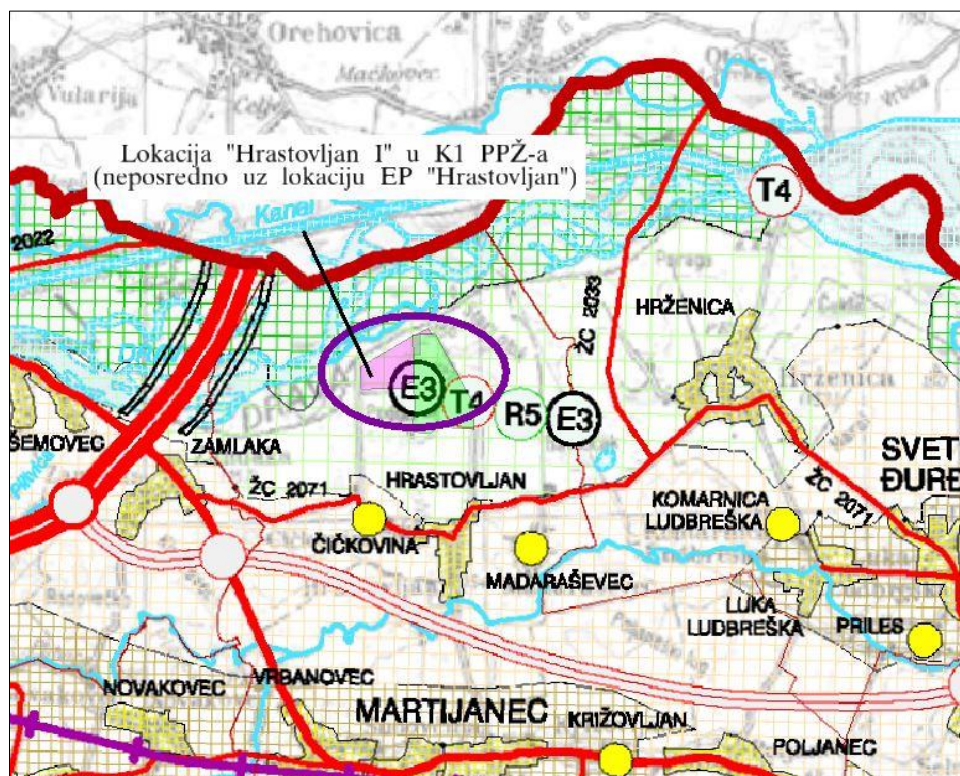 Orehovica
Mačkovec
Vularija
Vrbica
Lokacija "Hrastovljan I" u K1 PPŽ-a
(neposredno uz lokaciju EP "Hrastovljan")
T4
Kanal
2022
ŽC 2033
HRŽENICA
Hrženica
E3
T4
R5
E3
ŠEMOVEC
ZAMLAKA
SVET
ĐURĐ
ŽC 2071
HRASTOVLJAN
KOMARNICA
LUDBREŠKA
ŽC 2071
ČIČKOVINA
MADARAŠEVEC
LUKA
LUDBREŠKA
PRILES
NOVAKOVEC
VRBANOVEC
MARTIJANEC
KRIŽOVLJAN
POLJANEC